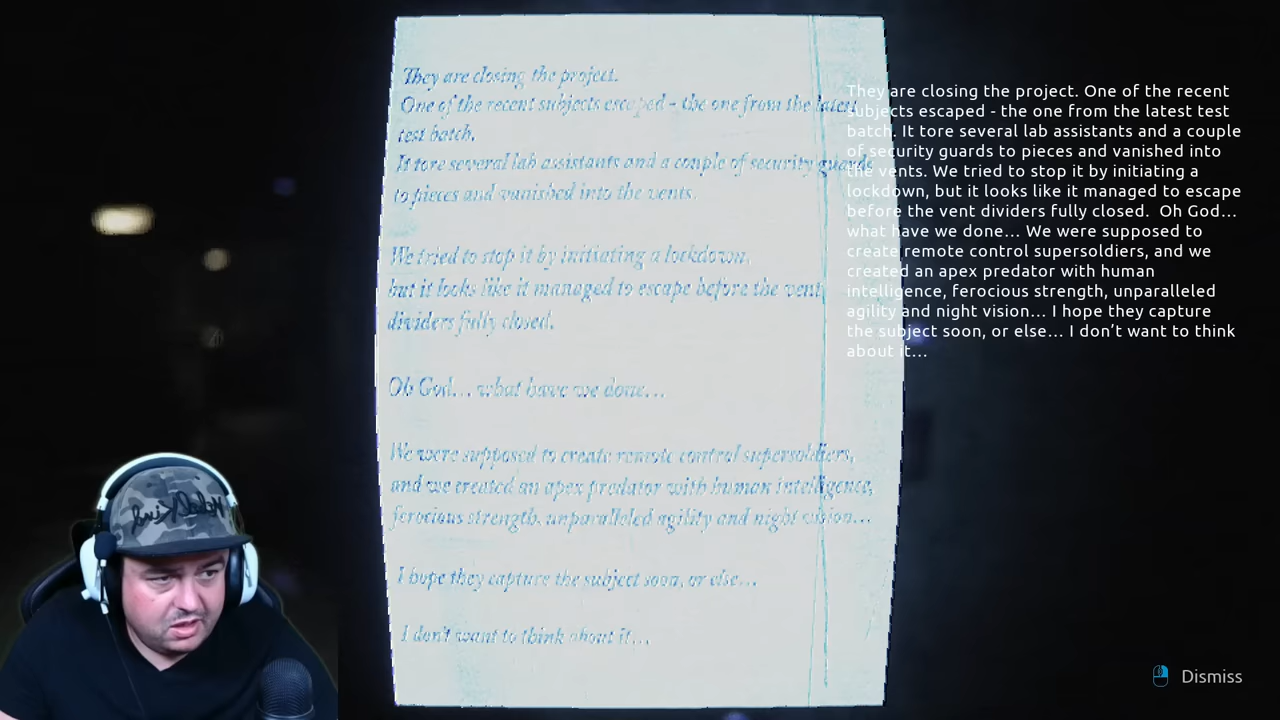 They are closing the project.
One of the recent subjects escaped - the one from the latest
test batch.
It tore several lab assistants and a couple of security guards
to pieces and vanished into the vents.
We tried to stop it by initiating a lockdown,
but it looks like it managed to escape before the vent
dividers fully closed.
Oh God... what have we done...
We were supposed to create remote control supersoldiers,
and we created an apex predator with human intelligence,
ferocious strength, unparalleled agility and night vision...
I hope they capture the subject soon, or else...
I don't want to think about it...
They are closing the project. One of the recent
subjects escaped - the one from the latest test
batch. It tore several lab assistants and a couple
of security guards to pieces and vanished into
the vents. We tried to stop it by initiating a
lockdown, but it looks like it managed to escape
before the vent dividers fully closed.  Oh God...
what have we done... We were supposed to
create remote control supersoldiers, and we
created an apex predator with human
intelligence, ferocious strength, unparalleled
agility and night vision... I hope they capture
the subject soon, or else... I don’t want to think
about it...
Dismiss